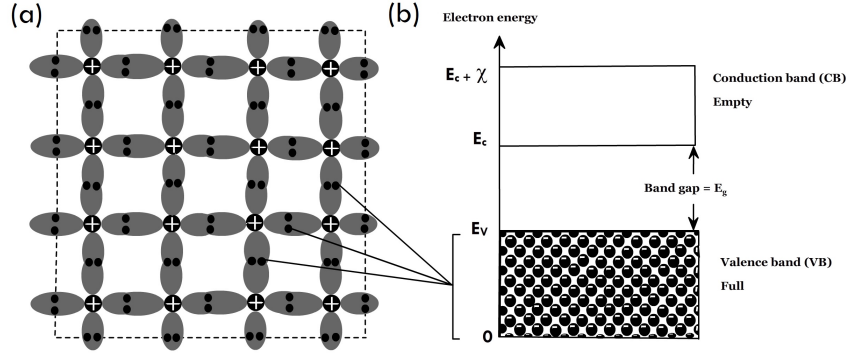 (a)
(b)
Electron energy
Ec + χ
Conduction band (CB)
Empty
Ec
Band gap = Eg
EV
Valence band (VB)
Full
0